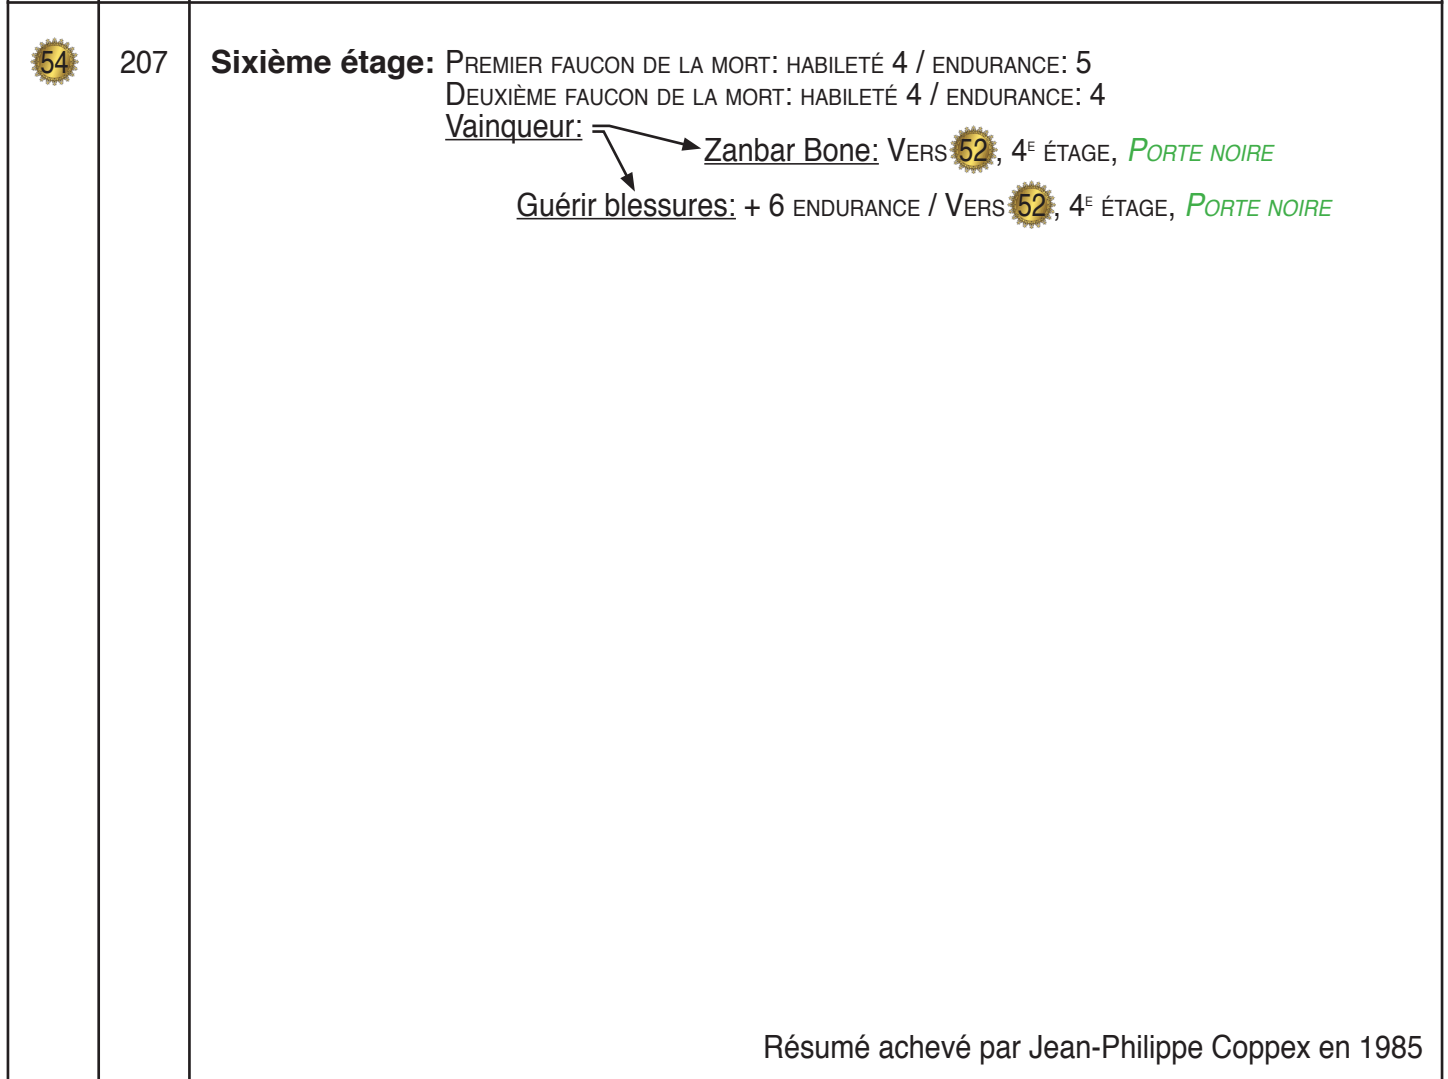 54 207 Sixième étage: Premier faucon de la mort: habileté 4 / endurance: 5
Deuxième faucon de la mort: habileté 4 / endurance: 4
Vainqueur:
Zanbar Bone: Vers 52, 4e étage, Porte noire
Guérir blessures: + 6 endurance / Vers 52, 4e étage, Porte noire
Résumé achevé par Jean-Philippe Coppex en 1985